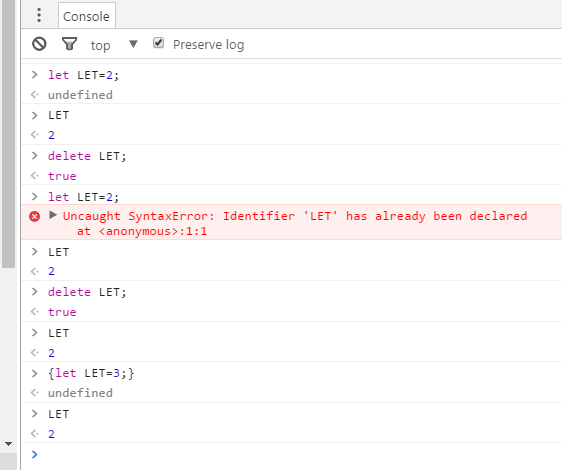 Console
top ▼ Preserve log
> let LET=2;
<· undefined
> LET
<· 2
> delete LET;
<· true
> let LET=2;
▶ Uncaught SyntaxError: Identifier 'LET' has already been declared
at <anonymous>:1:1
> LET
<· 2
> delete LET;
<· true
> LET
<· 2
> {let LET=3;}
<· undefined
> LET
<· 2
>